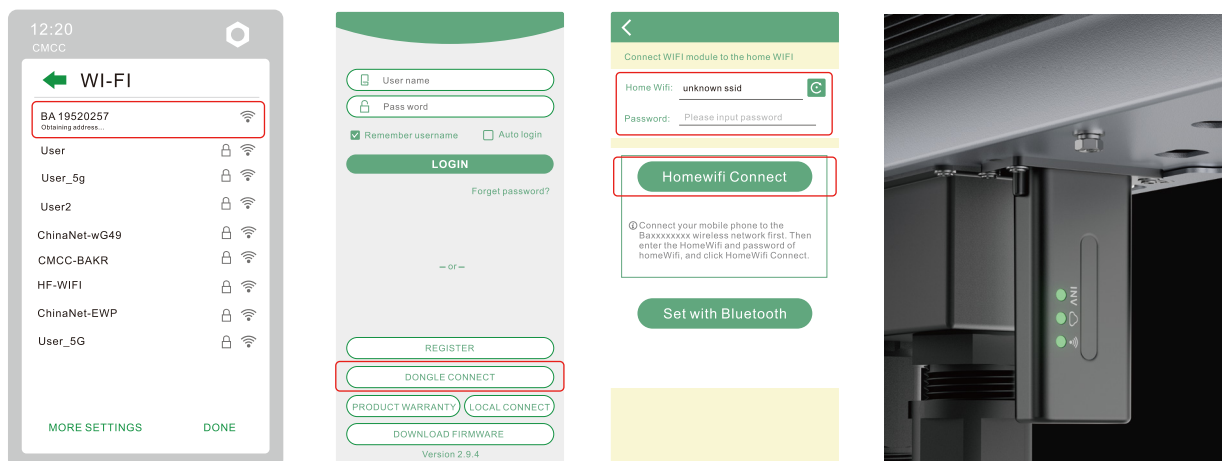 12:20
CMCC
WI-FI
BA 19520257
Obtaining address...
User
User_5g
User2
ChinaNet-wG49
CMCC-BAKR
HF-WIFI
ChinaNet-EWP
User_5G
MORE SETTINGS
DONE
User name
Pass word
Remember username
Auto login
LOGIN
Forget password?
or
REGISTER
DONGLE CONNECT
PRODUCT WARRANTY
LOCAL CONNECT
DOWNLOAD FIRMWARE
Version 2.9.4
Connect WIFI module to the home WIFI
Home Wifi: unknown ssid
Password: Please input password
Homewifi Connect
Connect your mobile phone to the
Baxxxxxxxx wireless network first. Then
enter the HomeWifi and password of
homeWifi, and click HomeWifi Connect.
Set with Bluetooth
INV